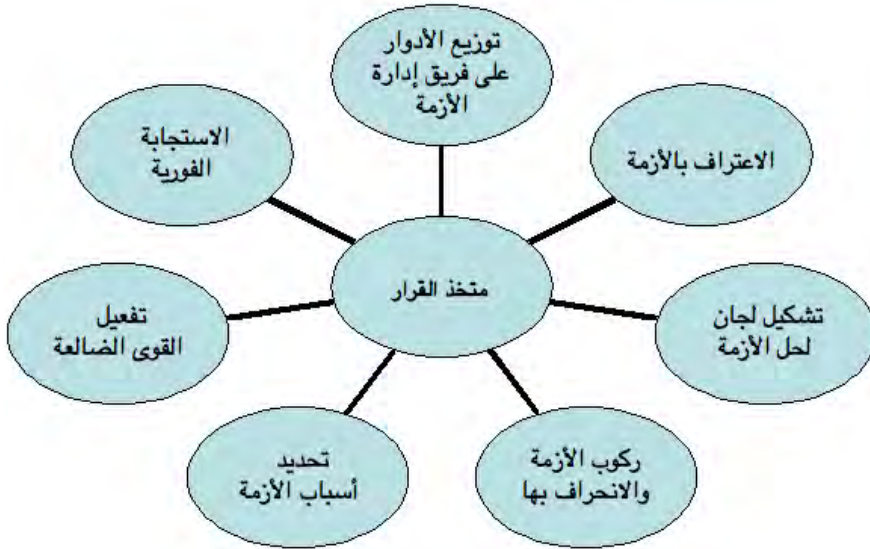 توزيع الأدوار
على فريق إدارة
الأزمة
الاعتراف بالأزمة
الاستجابة
الفورية
متخذ القرار
تشكيل لجان
لحل الأزمة
تفعيل
القوى الضالعة
ركوب الأزمة
والانحراف بها
تحديد
أسباب الأزمة